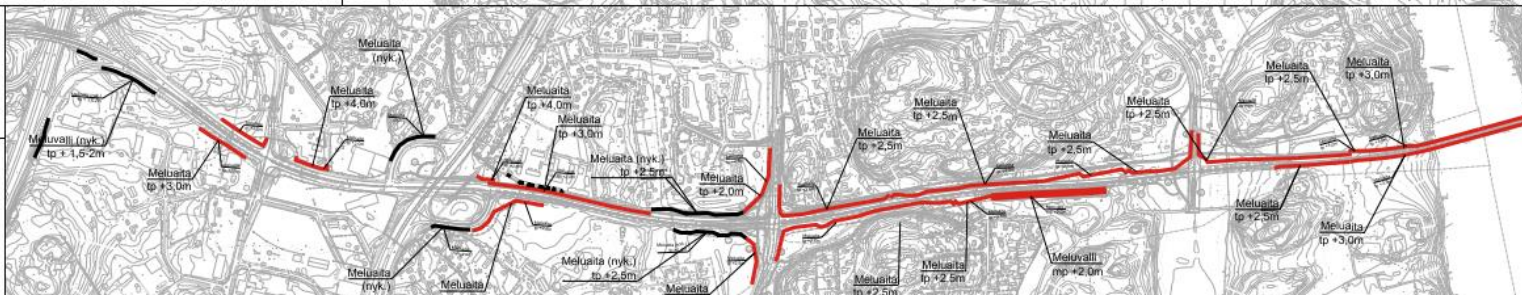 Meluvalli (nyk.)
tp + 1,5-2m
Meluaita
tp +3,0m
Meluaita
tp +4,0m
Meluaita
(nyk.)
Meluaita
(nyk.)
Meluaita
Meluaita
tp +4,0m
Meluaita
tp +3,0m
Meluaita (nyk.)
tp +2,5m
Meluaita (nyk.)
tp +2,5m
Meluaita
tp +2,0m
Meluaita
Meluaita
tp +2,5m
Meluaita
tp +2,5m
Meluaita
tp +2,5m
Meluaita
tp +2,5m
Meluvalli
mp +2,0m
Meluaita
tp +2,5m
Meluaita
tp +2,5m
Meluaita
tp +2,5m
Meluaita
tp +2,5m
Meluaita
tp +3,0m
Meluaita
tp +3,0m